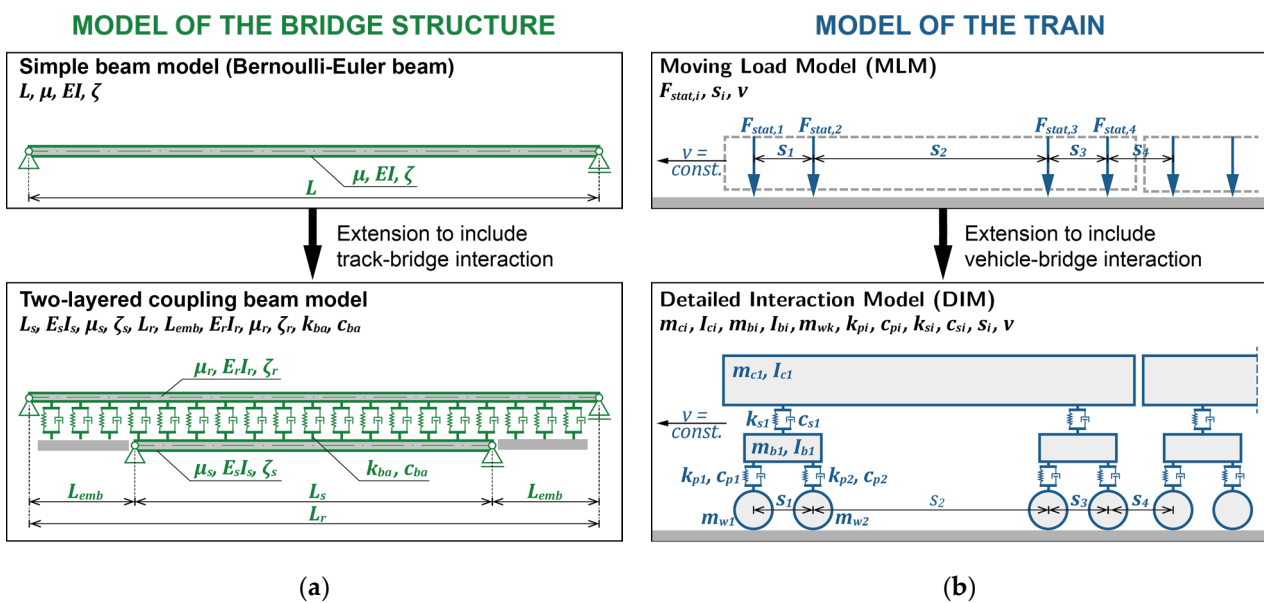 MODEL OF THE BRIDGE STRUCTURE
Simple beam model (Bernoulli-Euler beam)
L, μ, EI, ζ
μ, EI, ζ
L
Extension to include
track-bridge interaction
Two-layered coupling beam model
Ls, EsIs, μs, ζs, Lr, Lemb, ErIr, μr, ζr, kba, cba
μr, ErIr, ζr
μs, EsIs, ζs
kba, cba
Lemb
Ls
Lemb
Lr
(a)
MODEL OF THE TRAIN
Moving Load Model (MLM)
Fstat,i, si, v
Fstat,1 Fstat,2 Fstat,3 Fstat,4
v =
const.
s1 s2 s3 s4
Extension to include
vehicle-bridge interaction
Detailed Interaction Model (DIM)
mci, Ici, mbi, Ibi, mwk, kpi, cpi, ksi, csi, si, v
mc1, Ic1
v =
const.
ks1 cs1
mb1, Ib1
kp1, cp1 kp2, cp2
s1 s2 s3 s4
mw1 mw2
(b)